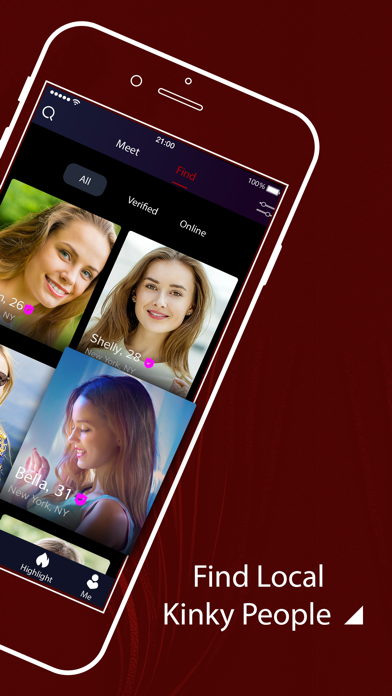 21:00
100%
Meet
Find
All
Verified
Online
26
NY
Shelly, 28
New York, NY
Bella, 31
New York, NY
Highlight
Me
Find Local
Kinky People